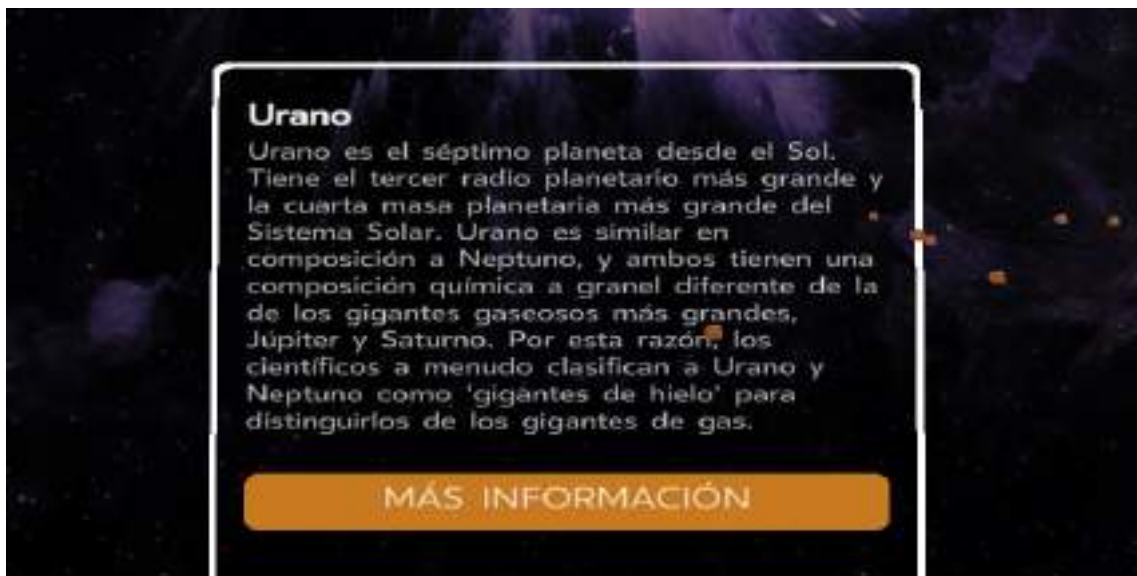 Urano
Urano es el séptimo planeta desde el Sol.
Tiene el tercer radio planetario más grande y
la cuarta masa planetaria más grande del
Sistema Solar. Urano es similar en
composición a Neptuno, y ambos tienen una
composición química a granel diferente de la
de los gigantes gaseosos más grandes,
Júpiter y Saturno. Por esta razón, los
científicos a menudo clasifican a Urano y
Neptuno como 'gigantes de hielo' para
distinguirlos de los gigantes de gas.
MÁS INFORMACIÓN